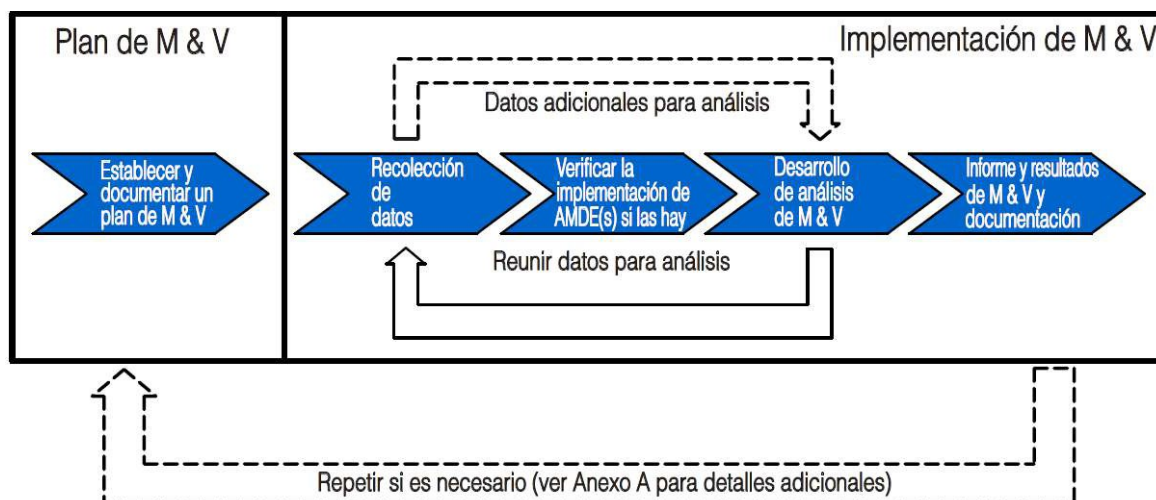 Plan de M & V
Implementación de M & V
Datos adicionales para análisis
Establecer y
documentar un
plan de M & V
Recolección
de
datos
Verificar la
implementación de
AMDE(s) si las hay
Desarrollo
de análisis
de M & V
Informe y resultados
de M & V y
documentación
Reunir datos para análisis
Repetir si es necesario (ver Anexo A para detalles adicionales)